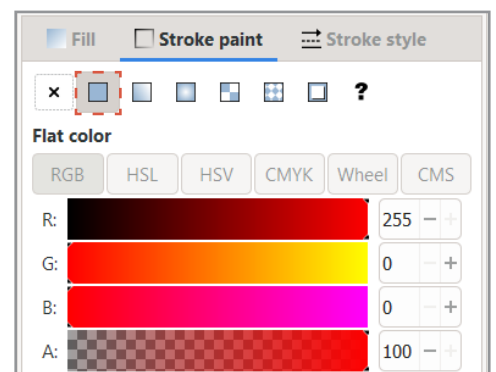 Fill Stroke paint Stroke style
× ?
Flat color
RGB HSL HSV CMYK Wheel CMS
R: 255 − +
G: 0 − +
B: 0 − +
A: 100 − +